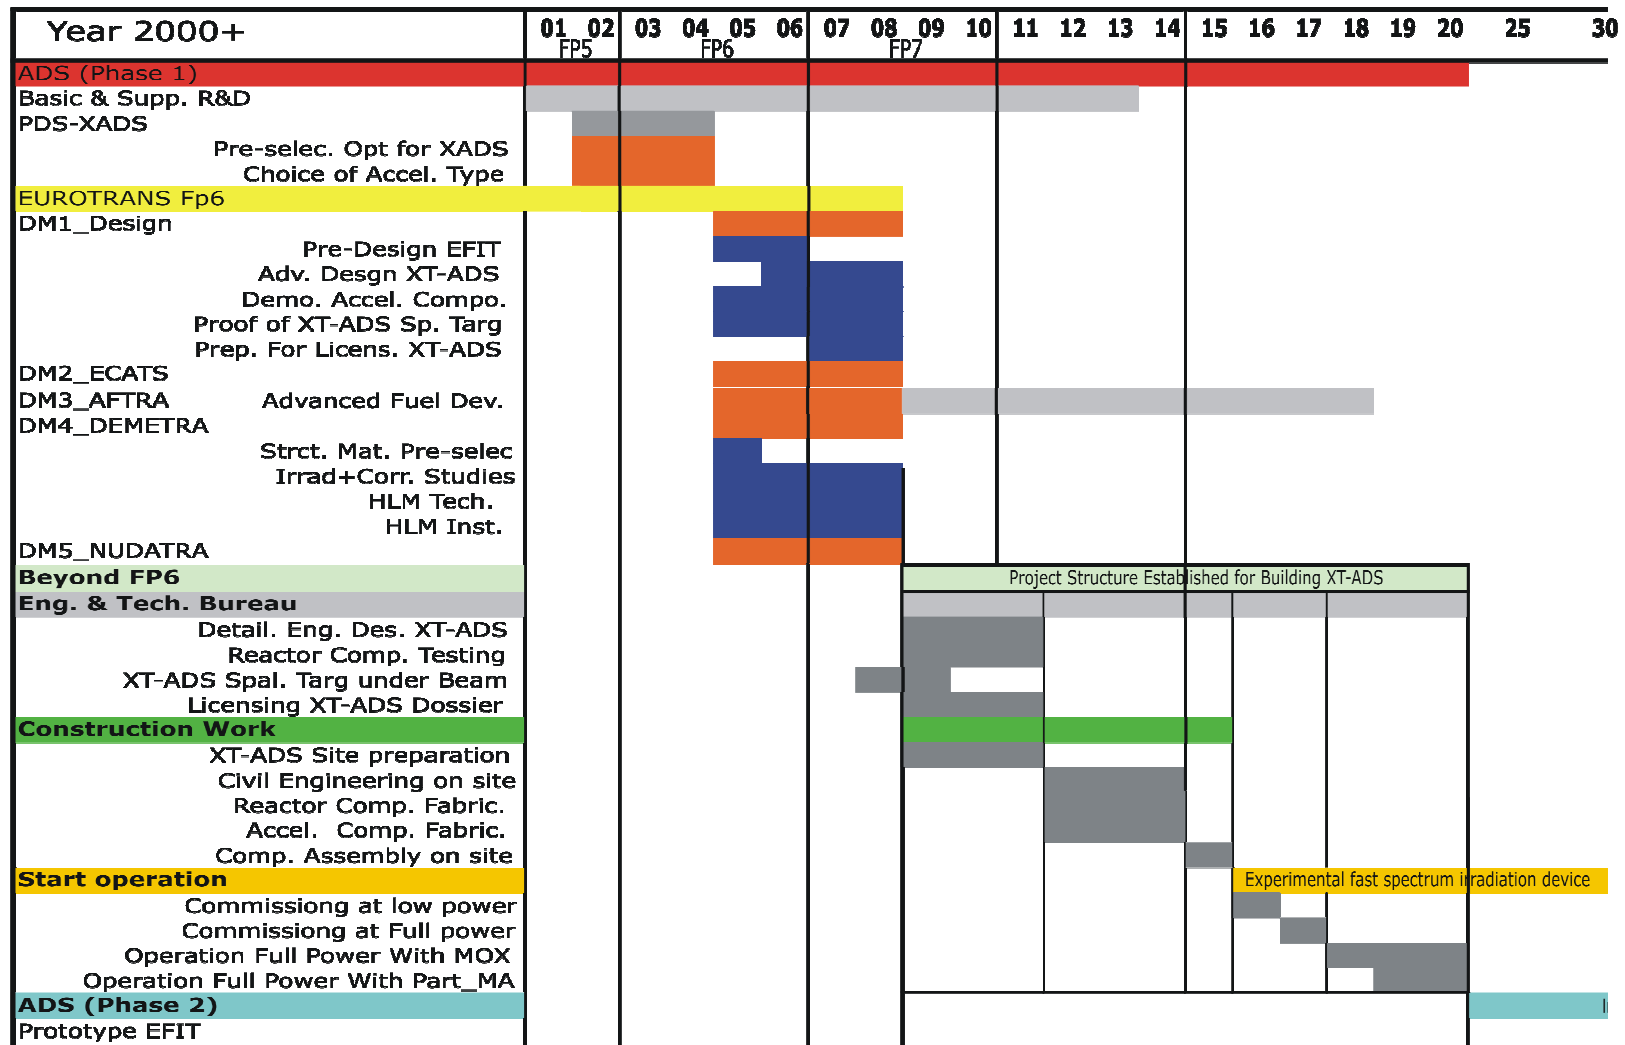 Year 2000+ 01 02 03 04 05 06 07 08 09 10 11 12 13 14 15 16 17 18 19 20 25 30
FP5 FP6 FP7
ADS (Phase 1)
Basic & Supp. R&D
PDS-XADS
Pre-selec. Opt for XADS
Choice of Accel. Type
EUROTRANS Fp6
DM1_Design
Pre-Design EFIT
Adv. Desgn XT-ADS
Demo. Accel. Compo.
Proof of XT-ADS Sp. Targ
Prep. For Licens. XT-ADS
DM2_ECATS
DM3_AFTRA Advanced Fuel Dev.
DM4_DEMETRA
Strct. Mat. Pre-selec
Irrad+Corr. Studies
HLM Tech.
HLM Inst.
DM5_NUDATRA
Beyond FP6 Project Structure Established for Building XT-ADS
Eng. & Tech. Bureau
Detail. Eng. Des. XT-ADS
Reactor Comp. Testing
XT-ADS Spal. Targ under Beam
Licensing XT-ADS Dossier
Construction Work
XT-ADS Site preparation
Civil Engineering on site
Reactor Comp. Fabric.
Accel. Comp. Fabric.
Comp. Assembly on site
Start operation Experimental fast spectrum irradiation device
Commissiong at low power
Commissiong at Full power
Operation Full Power With MOX
Operation Full Power With Part_MA
ADS (Phase 2)
Prototype EFIT